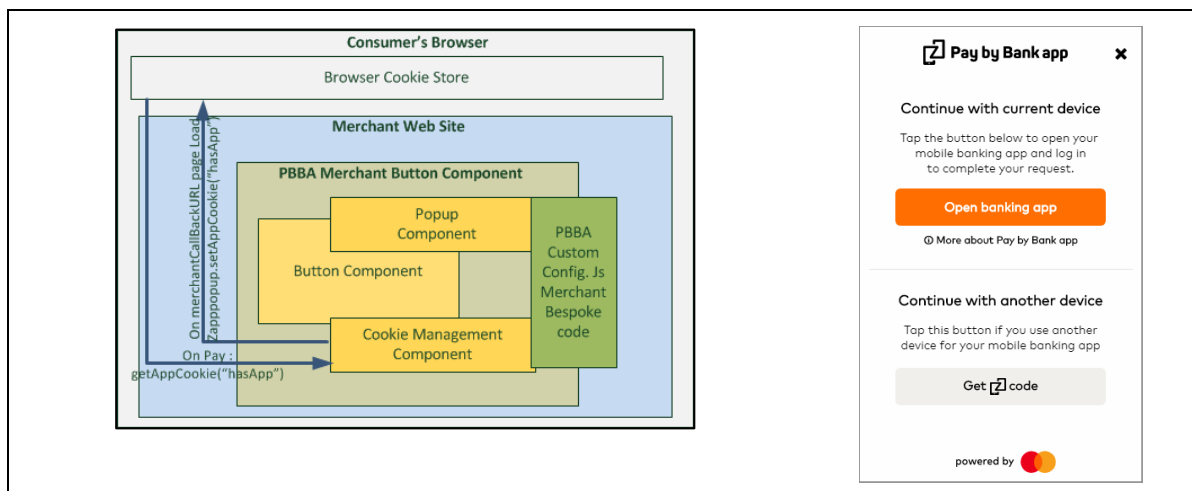 Consumer's Browser
Browser Cookie Store
Merchant Web Site
PBBA Merchant Button Component
Popup
Component
Button Component
Cookie Management
Component
PBBA
Custom
Config. Js
Merchant
Bespoke
code
On merchantCallBackURL page Load
Zapppopup.setAppCookie("hasApp")
On Pay :
getAppCookie("hasApp")
Pay by Bank app
Continue with current device
Tap the button below to open your
mobile banking app and log in
to complete your request.
Open banking app
More about Pay by Bank app
Continue with another device
Tap this button if you use another
device for your mobile banking app
Get code
powered by